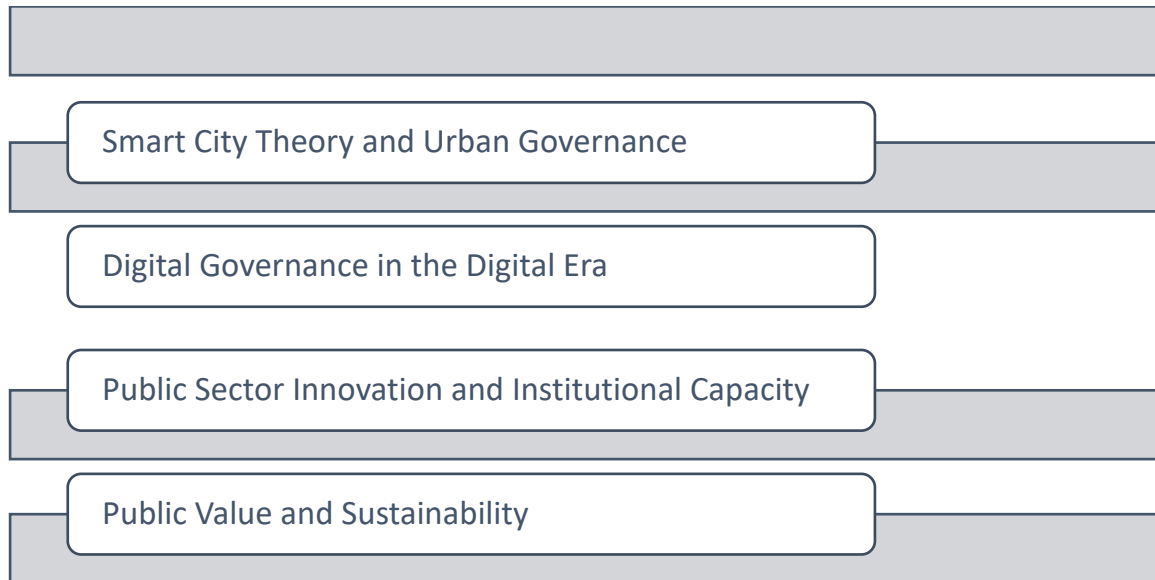 Smart City Theory and Urban Governance
Digital Governance in the Digital Era
Public Sector Innovation and Institutional Capacity
Public Value and Sustainability